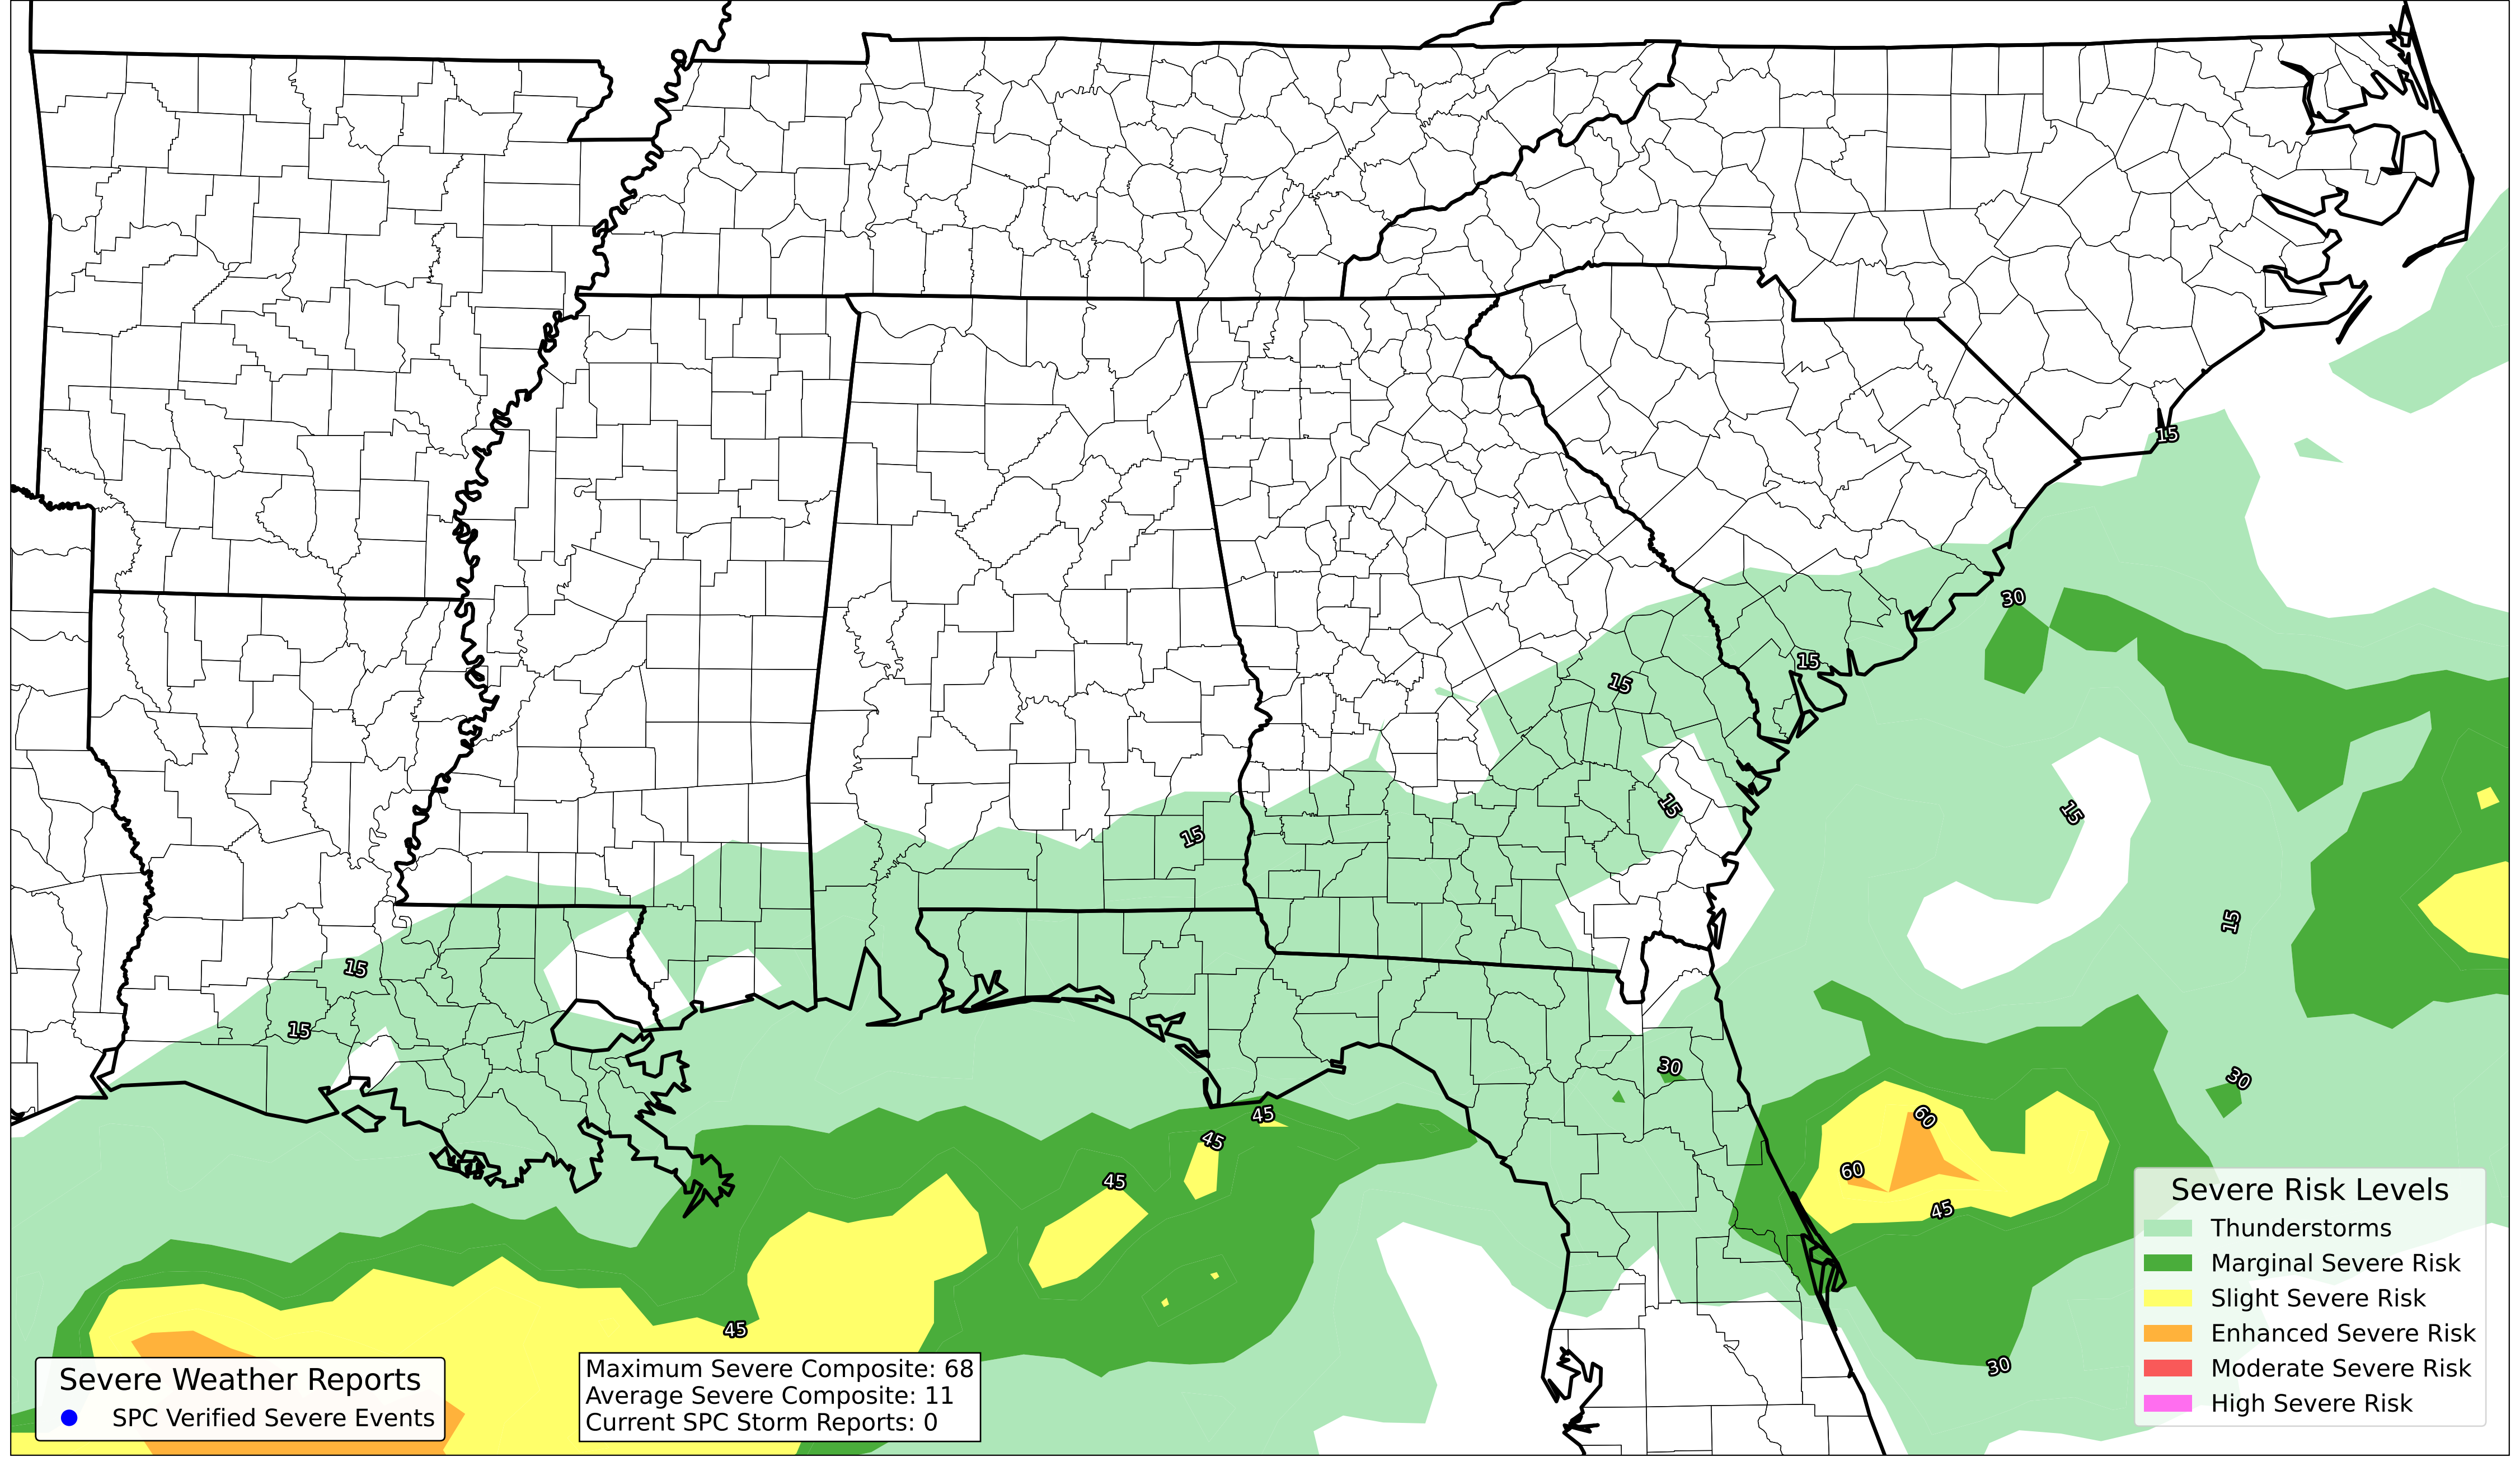 15
30
15
15
15
15
15
15
15
15
30
30
45
60
45
60
45
45
45
30
Severe Risk Levels
Thunderstorms
Marginal Severe Risk
Slight Severe Risk
Enhanced Severe Risk
Moderate Severe Risk
High Severe Risk
Severe Weather Reports
SPC Verified Severe Events
Maximum Severe Composite: 68
Average Severe Composite: 11
Current SPC Storm Reports: 0